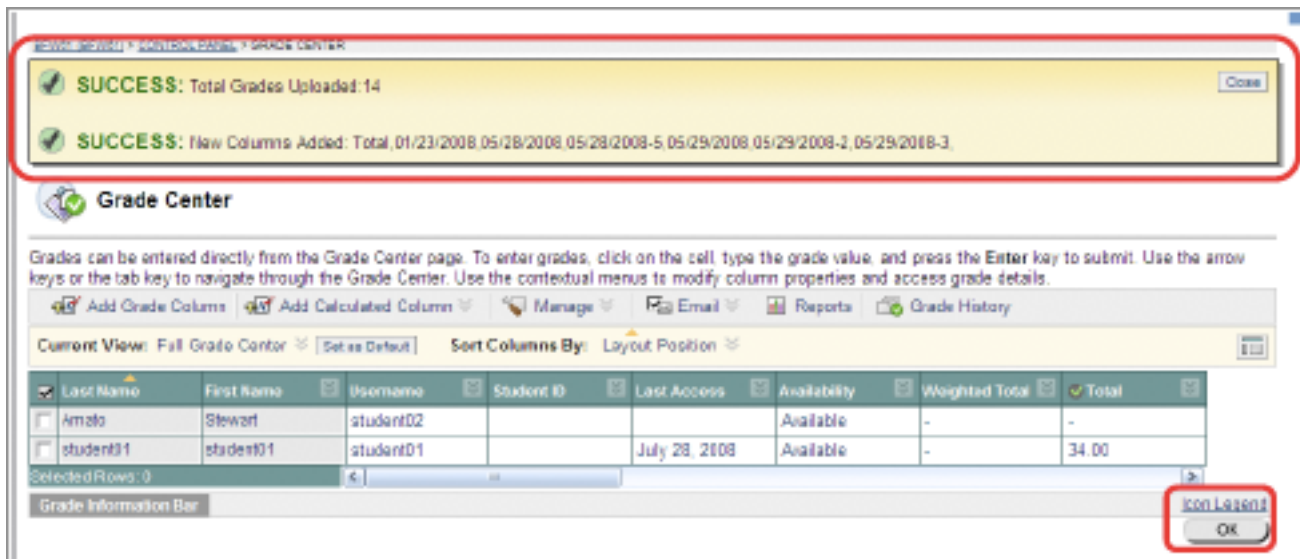 > CONTROL PANEL > GRADE CENTER
SUCCESS: Total Grades Uploaded:14
Close
SUCCESS: New Columns Added: Total,01/23/2008,05/28/2008,05/28/2008-5,05/29/2008,05/29/2008-2,05/29/2008-3,
Grade Center
Grades can be entered directly from the Grade Center page. To enter grades, click on the cell, type the grade value, and press the Enter key to submit. Use the arrow
keys or the tab key to navigate through the Grade Center. Use the contextual menus to modify column properties and access grade details.
Add Grade Column Add Calculated Column Manage Email Reports Grade History
Current View: Full Grade Center Set as Default Sort Columns By: Layout Position
Last Name First Name Username Student ID Last Access Availability Weighted Total Total
Amato Stewart student02 Available - -
student01 student01 student01 July 28, 2008 Available - 34.00
Selected Rows: 0
Grade Information Bar
Icon Legend
OK